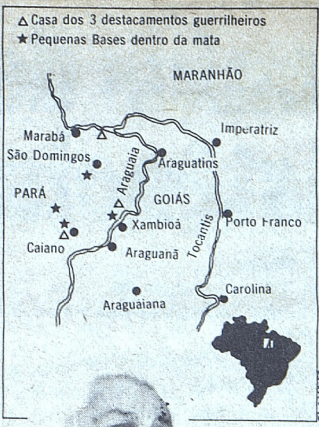 Casa dos 3 destacamentos guerrilheiros
Pequenas Bases dentro da mata
MARANHÃO
Marabá
Imperatriz
São Domingos
Araguaia
Araguatins
PARÁ
GOIÁS
Xambioá
Tocantis
Porto Franco
Caiano
Araguanã
Araguaiana
Carolina